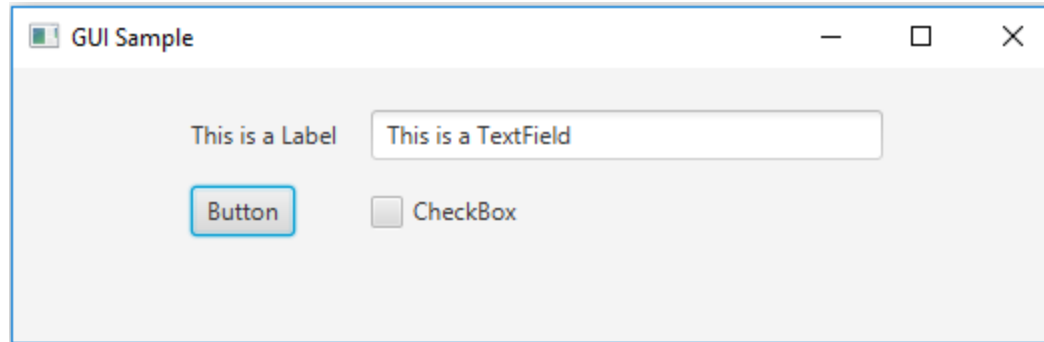 GUI Sample
This is a Label This is a TextField
Button CheckBox